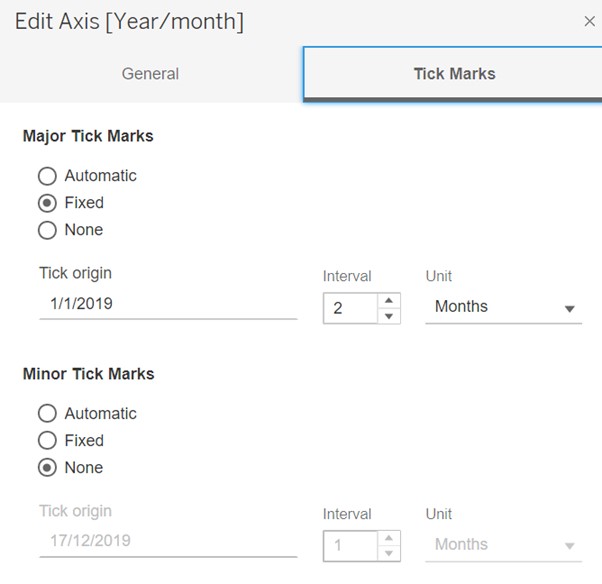 Edit Axis [Year/month] ×
General Tick Marks
Major Tick Marks
Automatic
Fixed
None
Tick origin Interval Unit
1/1/2019 2 Months
Minor Tick Marks
Automatic
Fixed
None
Tick origin Interval Unit
17/12/2019 1 Months